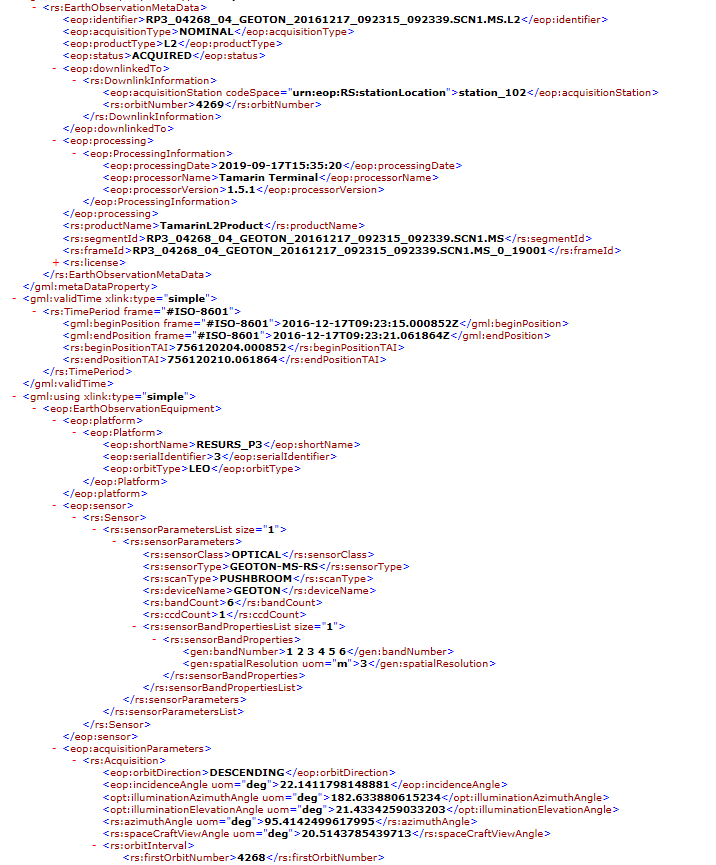 - <rs:EarthObservationMetaData>
<eop:identifier>RP3_04268_04_GEOTON_20161217_092315_092339.SCN1.MS.L2</eop:identifier>
<eop:acquisitionType>NOMINAL</eop:acquisitionType>
<eop:productType>L2</eop:productType>
<eop:status>ACQUIRED</eop:status>
- <eop:downlinkedTo>
- <rs:DownlinkInformation>
<eop:acquisitionStation codeSpace="urn:eop:RS:stationLocation">station_102</eop:acquisitionStation>
<rs:orbitNumber>4269</rs:orbitNumber>
</rs:DownlinkInformation>
</eop:downlinkedTo>
- <eop:processing>
- <eop:ProcessingInformation>
<eop:processingDate>2019-09-17T15:35:20</eop:processingDate>
<eop:processorName>Tamarin Terminal</eop:processorName>
<eop:processorVersion>1.5.1</eop:processorVersion>
</eop:ProcessingInformation>
</eop:processing>
<rs:productName>TamarinL2Product</rs:productName>
<rs:segmentId>RP3_04268_04_GEOTON_20161217_092315_092339.SCN1.MS</rs:segmentId>
<rs:frameId>RP3_04268_04_GEOTON_20161217_092315_092339.SCN1.MS_0_19001</rs:frameId>
+ <rs:license>
</rs:EarthObservationMetaData>
</gml:metaDataProperty>
- <gml:validTime xlink:type="simple">
- <rs:TimePeriod frame="#ISO-8601">
<gml:beginPosition frame="#ISO-8601">2016-12-17T09:23:15.000852Z</gml:beginPosition>
<gml:endPosition frame="#ISO-8601">2016-12-17T09:23:21.061864Z</gml:endPosition>
<rs:beginPositionTAI>756120204.000852</rs:beginPositionTAI>
<rs:endPositionTAI>756120210.061864</rs:endPositionTAI>
</rs:TimePeriod>
</gml:validTime>
- <gml:using xlink:type="simple">
- <eop:EarthObservationEquipment>
- <eop:platform>
- <eop:Platform>
<eop:shortName>RESURS_P3</eop:shortName>
<eop:serialIdentifier>3</eop:serialIdentifier>
<eop:orbitType>LEO</eop:orbitType>
</eop:Platform>
</eop:platform>
- <eop:sensor>
- <rs:Sensor>
- <rs:sensorParametersList size="1">
- <rs:sensorParameters>
<rs:sensorClass>OPTICAL</rs:sensorClass>
<rs:sensorType>GEOTON-MS-RS</rs:sensorType>
<rs:scanType>PUSHBROOM</rs:scanType>
<rs:deviceName>GEOTON</rs:deviceName>
<rs:bandCount>6</rs:bandCount>
<rs:ccdCount>1</rs:ccdCount>
- <rs:sensorBandPropertiesList size="1">
- <rs:sensorBandProperties>
<gen:bandNumber>1 2 3 4 5 6</gen:bandNumber>
<gen:spatialResolution uom="m">3</gen:spatialResolution>
</rs:sensorBandProperties>
</rs:sensorBandPropertiesList>
</rs:sensorParameters>
</rs:sensorParametersList>
</rs:Sensor>
</eop:sensor>
- <eop:acquisitionParameters>
- <rs:Acquisition>
<eop:orbitDirection>DESCENDING</eop:orbitDirection>
<eop:incidenceAngle uom="deg">22.1411798148881</eop:incidenceAngle>
<opt:illuminationAzimuthAngle uom="deg">182.633880615234</opt:illuminationAzimuthAngle>
<opt:illuminationElevationAngle uom="deg">21.4334259033203</opt:illuminationElevationAngle>
<rs:azimuthAngle uom="deg">95.4142499617995</rs:azimuthAngle>
<rs:spaceCraftViewAngle uom="deg">20.5143785439713</rs:spaceCraftViewAngle>
- <rs:orbitInterval>
<rs:firstOrbitNumber>4268</rs:firstOrbitNumber>